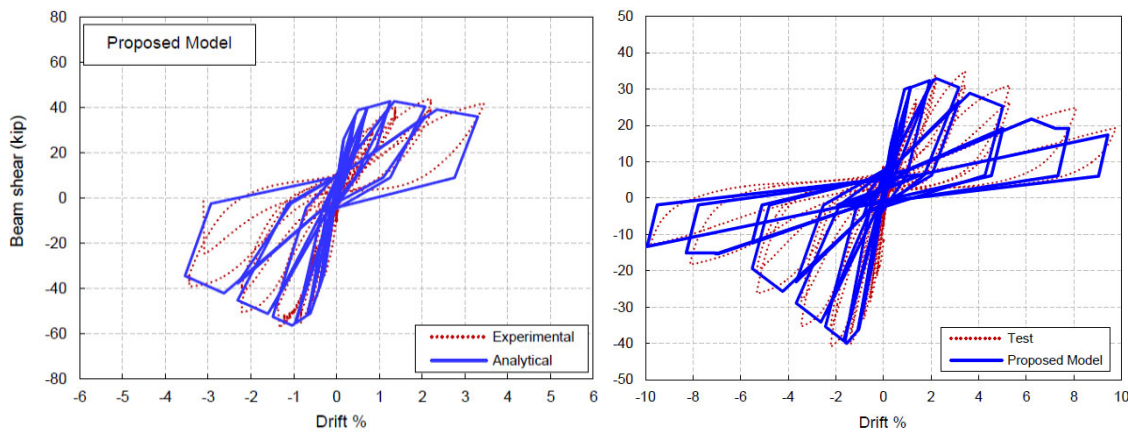 80
60
40
20
0
-20
-40
-60
-80
Beam shear (kip)
Proposed Model
Experimental
Analytical
-6 -5 -4 -3 -2 -1 0 1 2 3 4 5 6
Drift %
50
40
30
20
10
0
-10
-20
-30
-40
-50
Test
Proposed Model
-10 -8 -6 -4 -2 0 2 4 6 8 10
Drift %